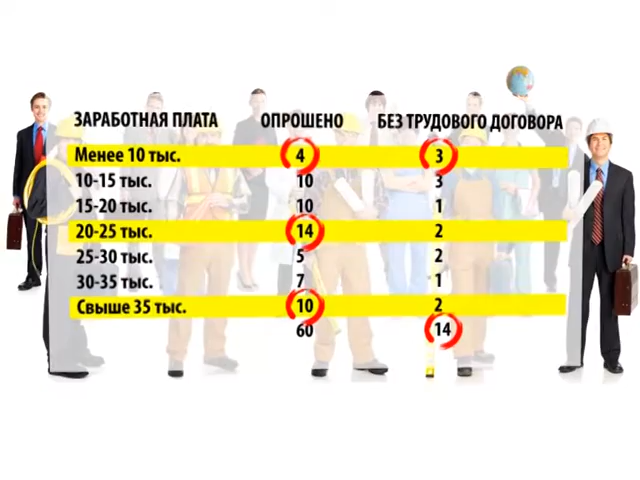 ЗАРАБОТНАЯ ПЛАТА ОПРОШЕНО БЕЗ ТРУДОВОГО ДОГОВОРА
Менее 10 тыс. 4 3
10-15 тыс. 10 3
15-20 тыс. 10 1
20-25 тыс. 14 2
25-30 тыс. 5 2
30-35 тыс. 7 1
Свыше 35 тыс. 10 2
60 14